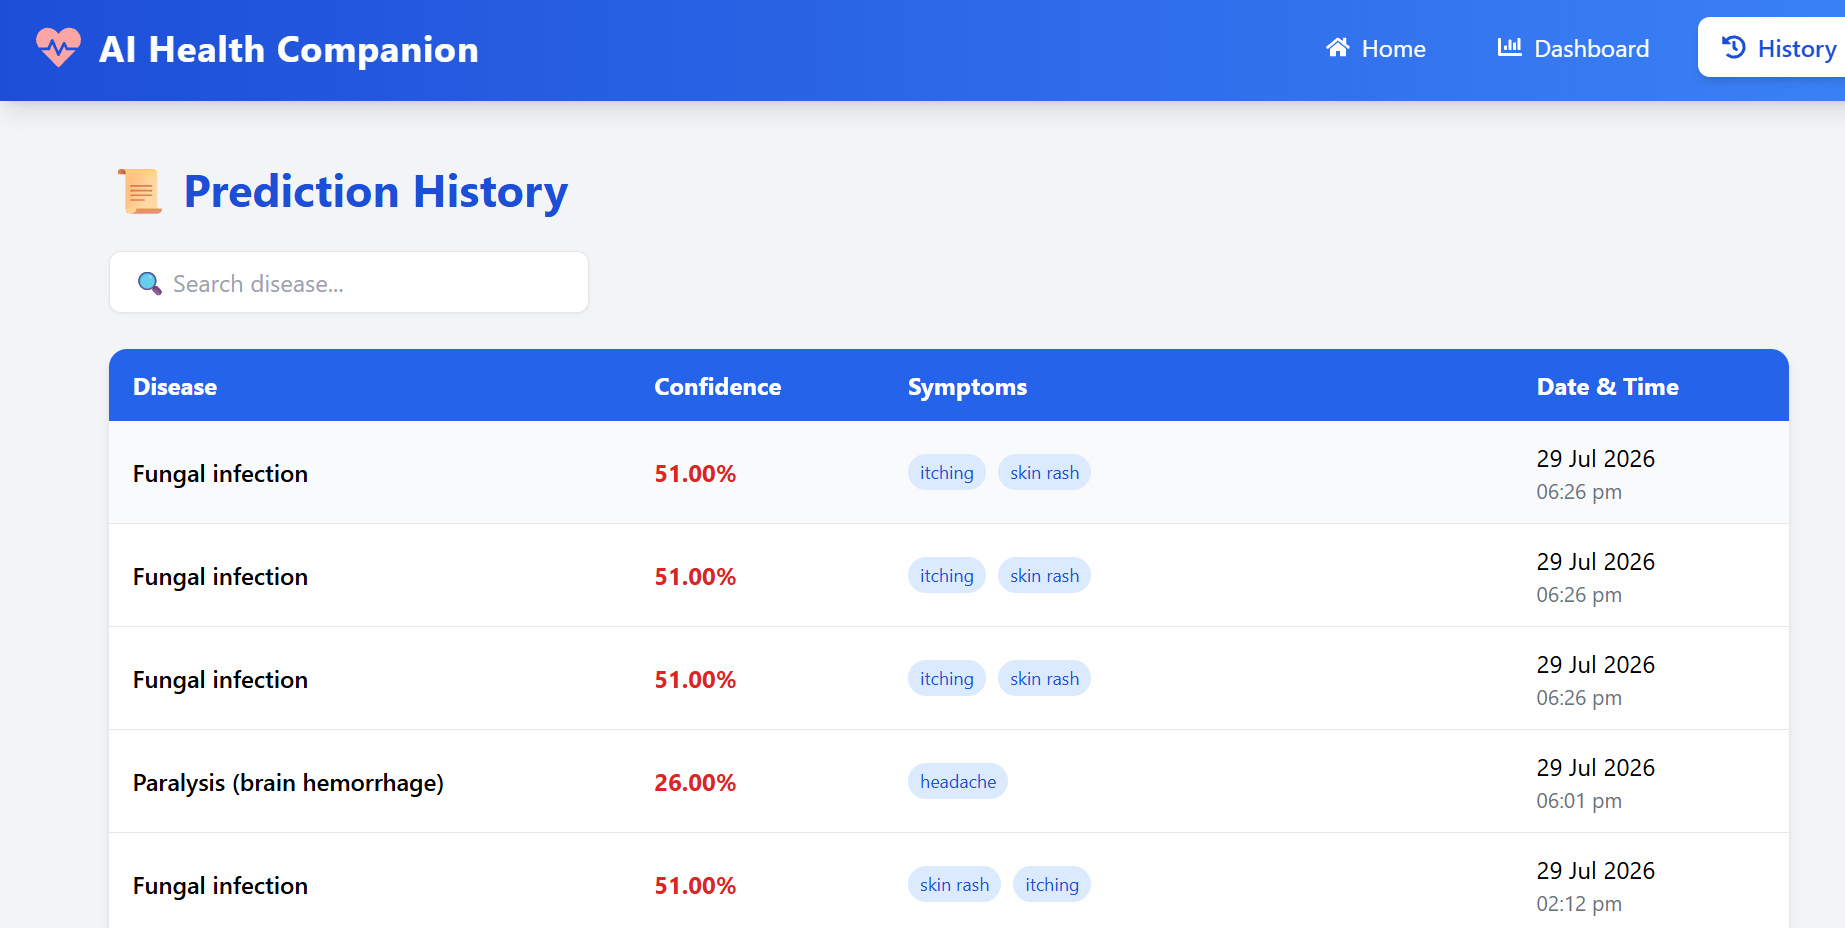 AI Health Companion
Home
Dashboard
History
Prediction History
Search disease...
Disease Confidence Symptoms Date & Time
Fungal infection 51.00% itching skin rash 29 Jul 2026
06:26 pm
Fungal infection 51.00% itching skin rash 29 Jul 2026
06:26 pm
Fungal infection 51.00% itching skin rash 29 Jul 2026
06:26 pm
Paralysis (brain hemorrhage) 26.00% headache 29 Jul 2026
06:01 pm
Fungal infection 51.00% skin rash itching 29 Jul 2026
02:12 pm